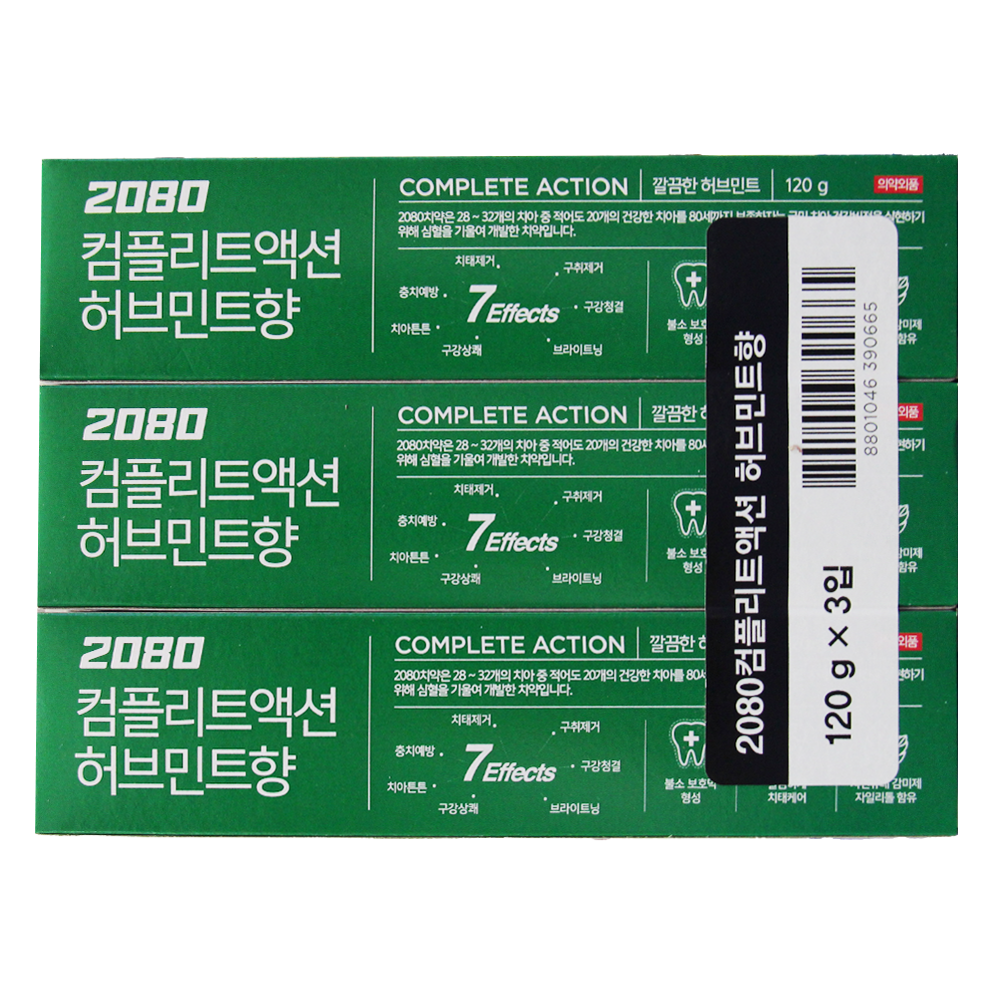 2080
컴플리트액션
허브민트향
COMPLETE ACTION 깔끔한 허브민트 120 g 의약외품
2080치약은 28 ~ 32개의 치아 중 적어도 20개의 건강한 치아를 80세까지
위해 심혈을 기울여 개발한 치약입니다.
치태제거
구취제거
충치예방
7 Effects
구강청결
치아튼튼
구강상쾌
브라이트닝
불소
형성
2080
컴플리트액션
허브민트향
COMPLETE ACTION 깔끔한
2080치약은 28 ~ 32개의 치아 중 적어도 20개의 건강한 치아를
위해 심혈을 기울여 개발한 치약입니다.
치태제거
구취제거
충치예방
7 Effects
구강청결
치아튼튼
구강상쾌
브라이트닝
불소
형성
2080
컴플리트액션
허브민트향
COMPLETE ACTION 깔끔한
2080치약은 28 ~ 32개의 치아 중 적어도 20개의 건강한 치아를
위해 심혈을 기울여 개발한 치약입니다.
치태제거
구취제거
충치예방
7 Effects
구강청결
치아튼튼
구강상쾌
브라이트닝
불소
형성
치태케어
감미제
자일리톨 함유
2080컴플리트액션 허브민트향
120 g × 3입
8801046 390665